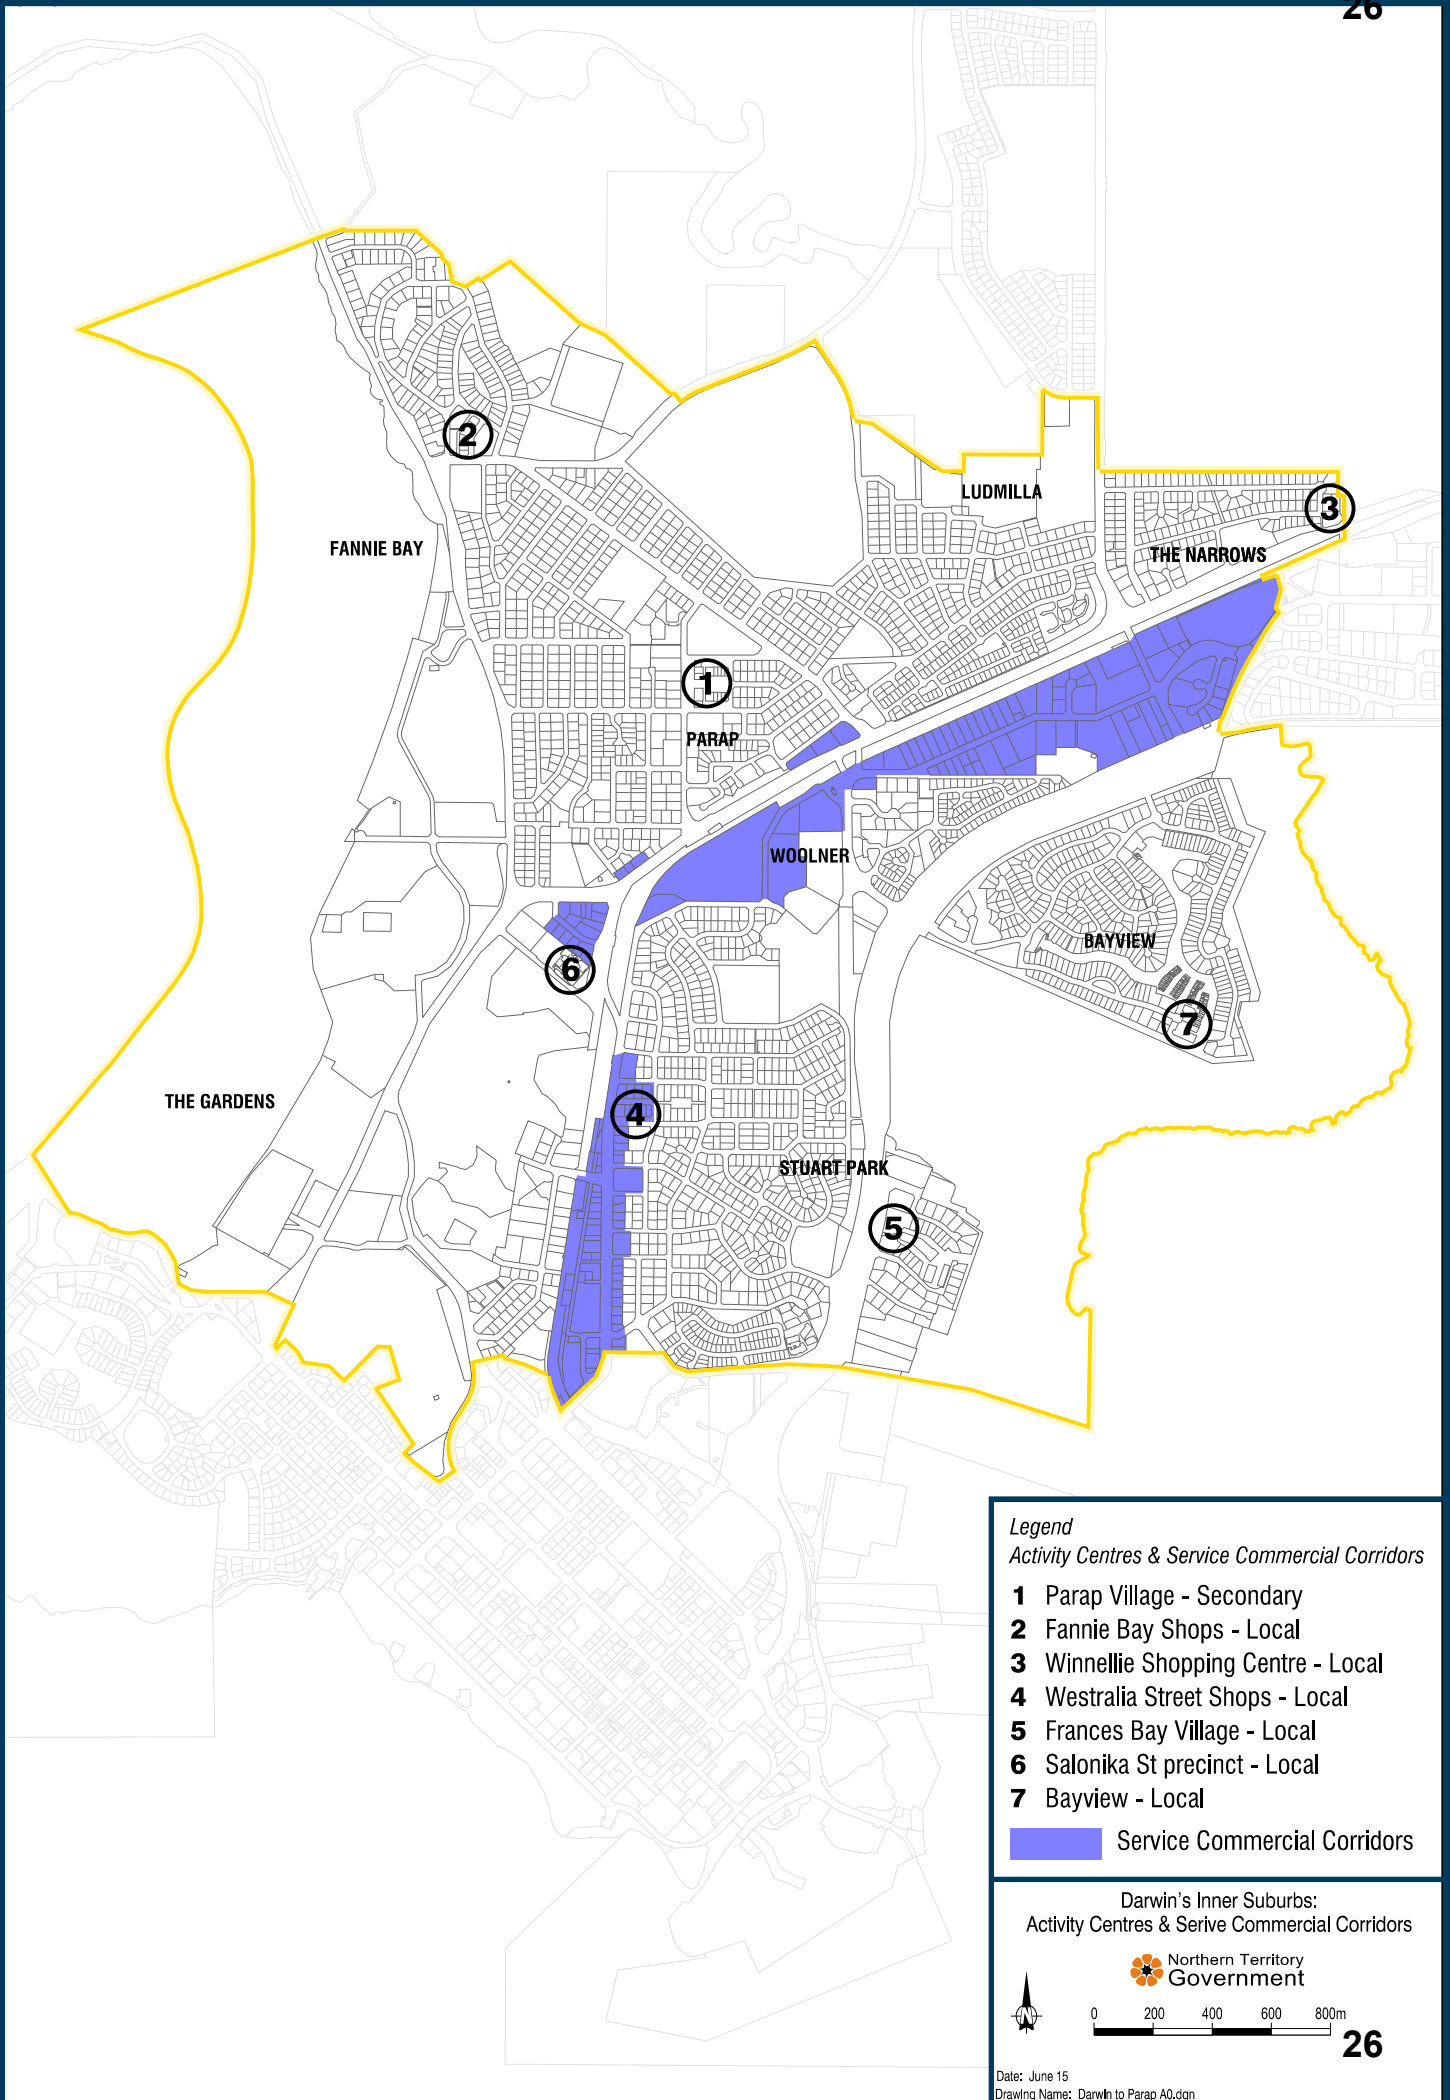 26
2
LUDMILLA
3
FANNIE BAY
THE NARROWS
1
PARAP
WOOLNER
BAYVIEW
6
7
THE GARDENS
4
STUART PARK
5
Legend
Activity Centres & Service Commercial Corridors
1 Parap Village - Secondary
2 Fannie Bay Shops - Local
3 Winnellie Shopping Centre - Local
4 Westralia Street Shops - Local
5 Frances Bay Village - Local
6 Salonika St precinct - Local
7 Bayview - Local
Service Commercial Corridors
Darwin's Inner Suburbs:
Activity Centres & Serive Commercial Corridors
Northern Territory
Government
N
0 200 400 600 800m
26
Date: June 15
Drawing Name: Darwin to Parap A0.dgn